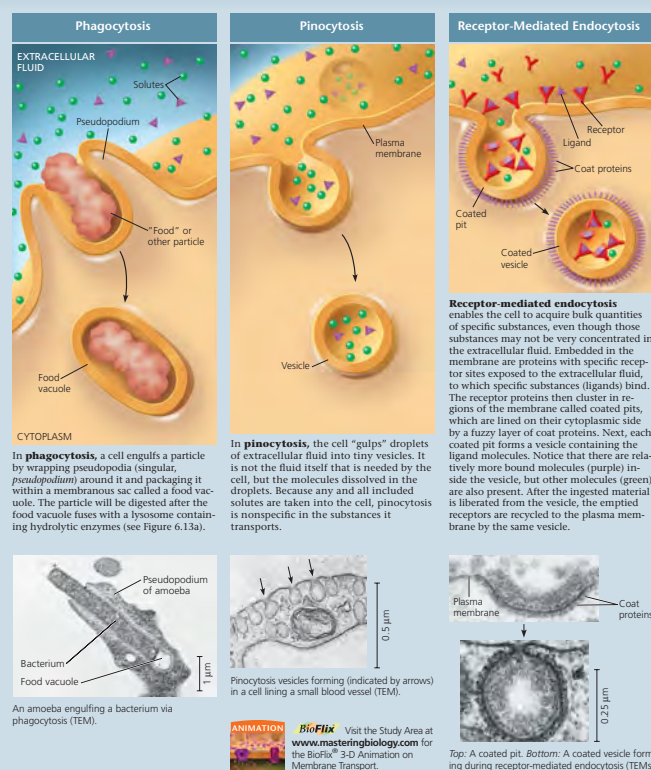 Phagocytosis
EXTRACELLULAR
FLUID
Solutes
Pseudopodium
"Food" or
other particle
Food
vacuole
CYTOPLASM
In phagocytosis, a cell engulfs a particle
by wrapping pseudopodia (singular,
pseudopodium) around it and packaging it
within a membranous sac called a food vac-
uole. The particle will be digested after the
food vacuole fuses with a lysosome contain-
ing hydrolytic enzymes (see Figure 6.13a).
Pseudopodium
of amoeba
Bacterium
Food vacuole
1 µm
An amoeba engulfing a bacterium via
phagocytosis (TEM).
Pinocytosis
Plasma
membrane
Vesicle
In pinocytosis, the cell "gulps" droplets
of extracellular fluid into tiny vesicles. It
is not the fluid itself that is needed by the
cell, but the molecules dissolved in the
droplets. Because any and all included
solutes are taken into the cell, pinocytosis
is nonspecific in the substances it
transports.
0.5 µm
Pinocytosis vesicles forming (indicated by arrows)
in a cell lining a small blood vessel (TEM).
ANIMATION
BioFlix Visit the Study Area at
www.masteringbiology.com for
the BioFlix® 3-D Animation on
Membrane Transport.
Receptor-Mediated Endocytosis
Receptor
Ligand
Coat proteins
Coated
pit
Coated
vesicle
Receptor-mediated endocytosis
enables the cell to acquire bulk quantities
of specific substances, even though those
substances may not be very concentrated in
the extracellular fluid. Embedded in the
membrane are proteins with specific recep-
tor sites exposed to the extracellular fluid,
to which specific substances (ligands) bind.
The receptor proteins then cluster in re-
gions of the membrane called coated pits,
which are lined on their cytoplasmic side
by a fuzzy layer of coat proteins. Next, each
coated pit forms a vesicle containing the
ligand molecules. Notice that there are rela-
tively more bound molecules (purple) in-
side the vesicle, but other molecules (green)
are also present. After the ingested material
is liberated from the vesicle, the emptied
receptors are recycled to the plasma mem-
brane by the same vesicle.
Plasma
membrane
Coat
proteins
0.25 µm
Top: A coated pit. Bottom: A coated vesicle form-
ing during receptor-mediated endocytosis (TEMs